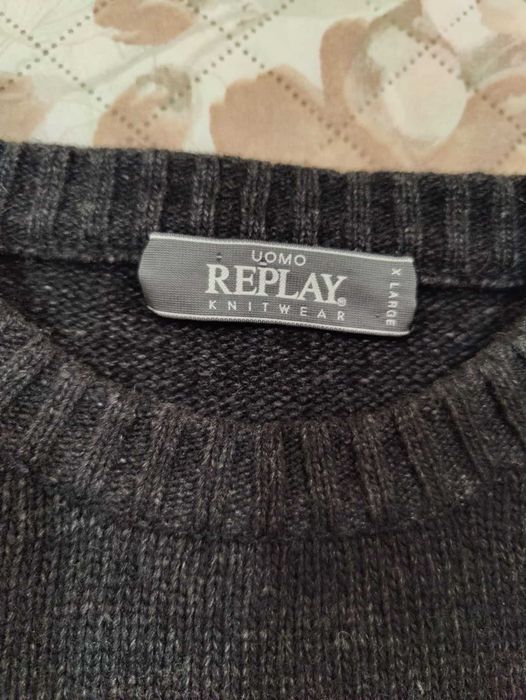 UOMO
REPLAY®
KNITWEAR
X LARGE